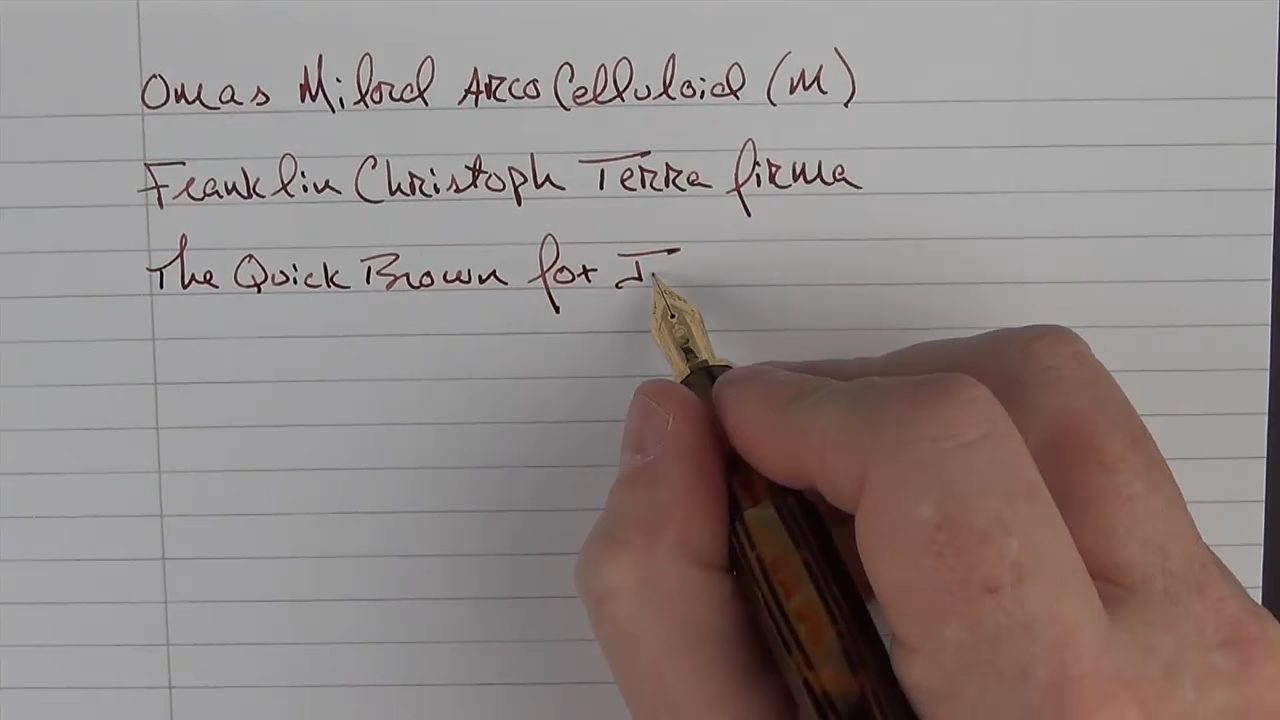 Omas Milord Arco Celluloid (M)
Franklin Christoph Terra firma
The Quick Brown fox J